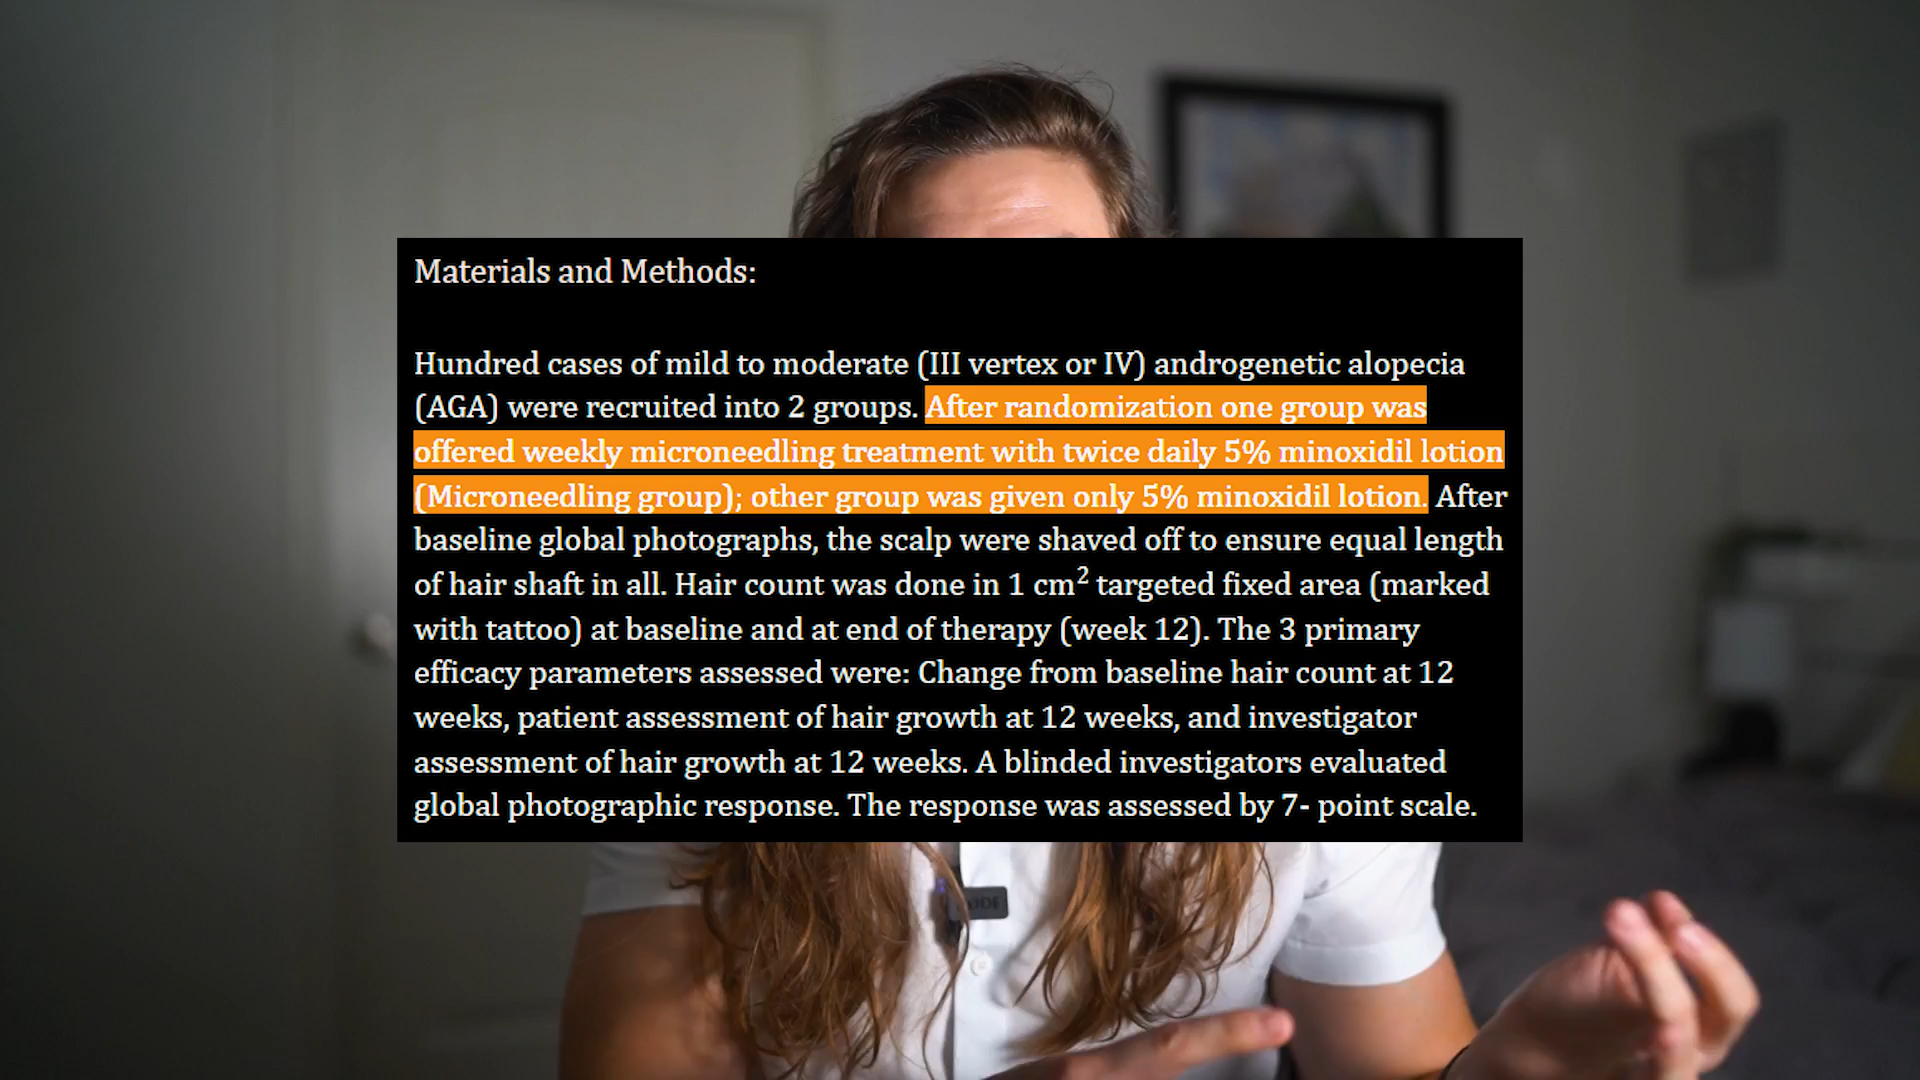 Materials and Methods:
Hundred cases of mild to moderate (III vertex or IV) androgenetic alopecia
(AGA) were recruited into 2 groups. After randomization one group was
offered weekly microneedling treatment with twice daily 5% minoxidil lotion
(Microneedling group); other group was given only 5% minoxidil lotion. After
baseline global photographs, the scalp were shaved off to ensure equal length
of hair shaft in all. Hair count was done in 1 cm² targeted fixed area (marked
with tattoo) at baseline and at end of therapy (week 12). The 3 primary
efficacy parameters assessed were: Change from baseline hair count at 12
weeks, patient assessment of hair growth at 12 weeks, and investigator
assessment of hair growth at 12 weeks. A blinded investigators evaluated
global photographic response. The response was assessed by 7- point scale.